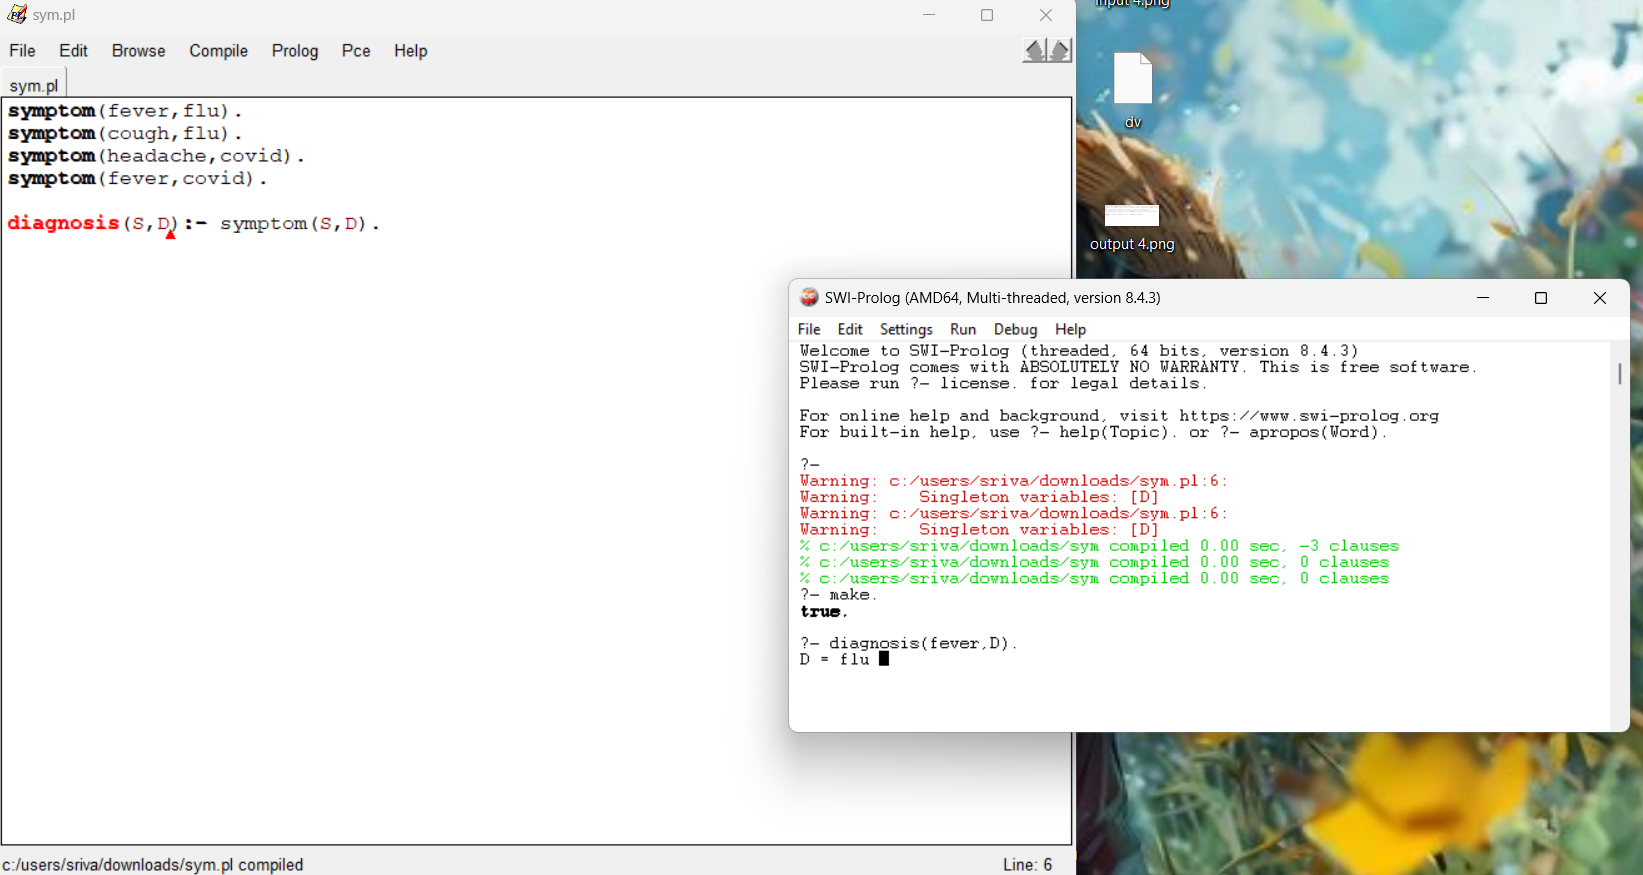 sym.pl
File Edit Browse Compile Prolog Pce Help
sym.pl
symptom(fever,flu).
symptom(cough,flu).
symptom(headache,covid).
symptom(fever,covid).
diagnosis(S,D):- symptom(S,D).
c:/users/sriva/downloads/sym.pl compiled
Line: 6
input 4.png
dv
output 4.png
SWI-Prolog (AMD64, Multi-threaded, version 8.4.3)
File Edit Settings Run Debug Help
Welcome to SWI-Prolog (threaded, 64 bits, version 8.4.3)
SWI-Prolog comes with ABSOLUTELY NO WARRANTY. This is free software.
Please run ?- license. for legal details.
For online help and background, visit https://www.swi-prolog.org
For built-in help, use ?- help(Topic). or ?- apropos(Word).
?-
Warning: c:/users/sriva/downloads/sym.pl:6:
Warning:    Singleton variables: [D]
Warning: c:/users/sriva/downloads/sym.pl:6:
Warning:    Singleton variables: [D]
% c:/users/sriva/downloads/sym compiled 0.00 sec, -3 clauses
% c:/users/sriva/downloads/sym compiled 0.00 sec, 0 clauses
% c:/users/sriva/downloads/sym compiled 0.00 sec, 0 clauses
?- make.
true.
?- diagnosis(fever,D).
D = flu